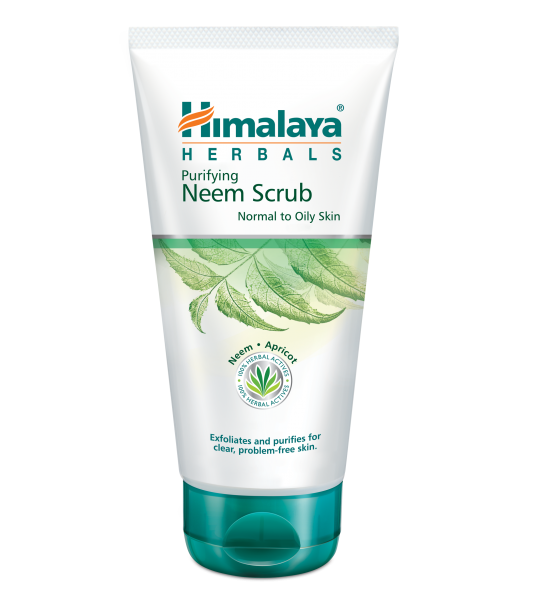 Himalaya®
HERBALS
Purifying
Neem Scrub
Normal to Oily Skin
Neem • Apricot
100% HERBAL ACTIVES • 100% HERBAL ACTIVES •
Exfoliates and purifies for
clear, problem-free skin.